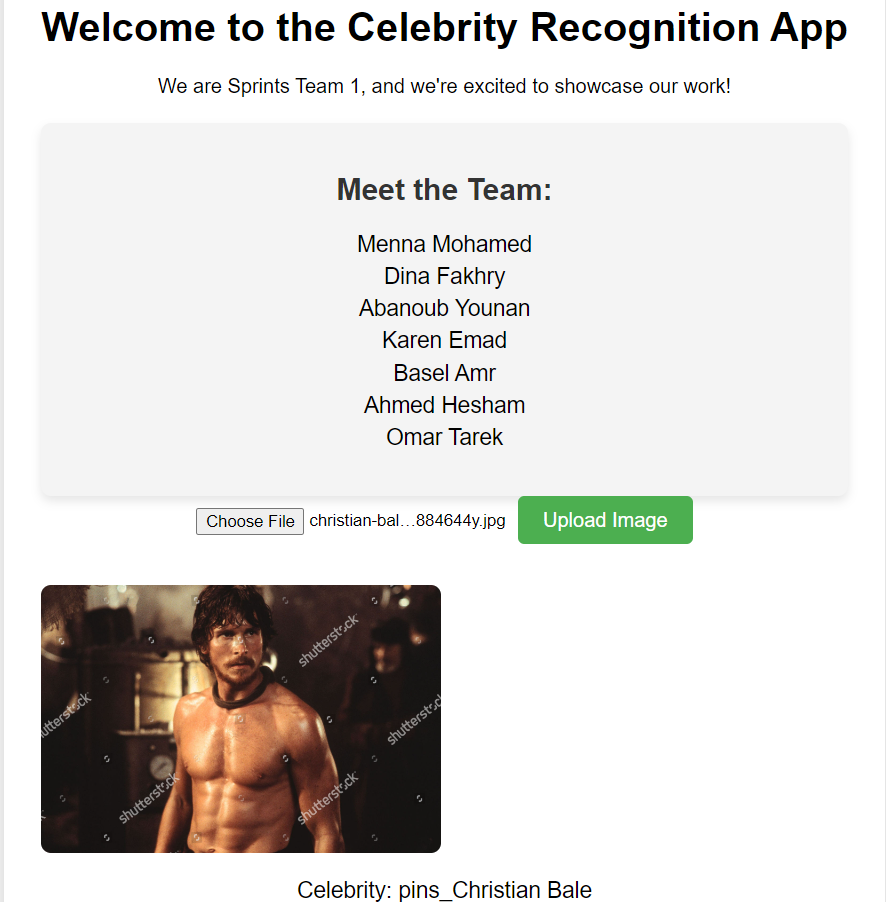 Welcome to the Celebrity Recognition App
We are Sprints Team 1, and we're excited to showcase our work!
Meet the Team:
Menna Mohamed
Dina Fakhry
Abanoub Younan
Karen Emad
Basel Amr
Ahmed Hesham
Omar Tarek
Choose File christian-bal...884644y.jpg Upload Image
shutterstock
shutterstock
shutterstock
shutterstock
shutterstock
Celebrity: pins_Christian Bale